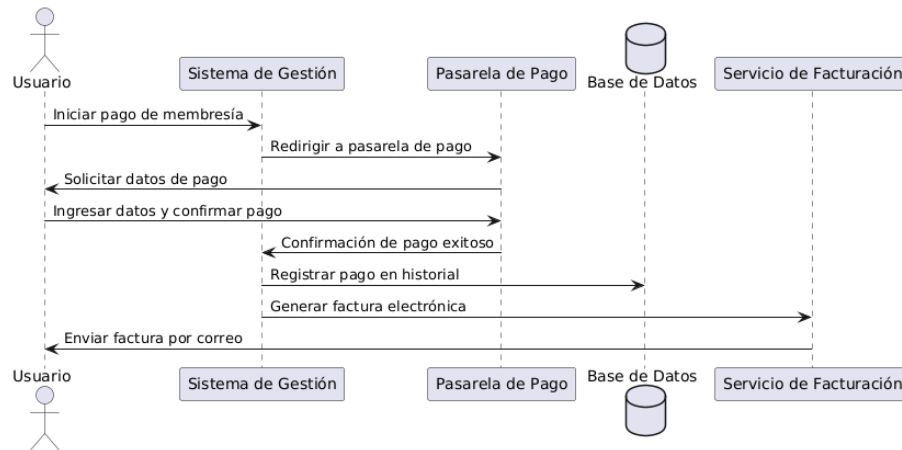 Usuario
Sistema de Gestión
Pasarela de Pago
Base de Datos
Servicio de Facturación
Iniciar pago de membresía
Redirigir a pasarela de pago
Solicitar datos de pago
Ingresar datos y confirmar pago
Confirmación de pago exitoso
Registrar pago en historial
Generar factura electrónica
Enviar factura por correo
Usuario
Sistema de Gestión
Pasarela de Pago
Base de Datos
Servicio de Facturación